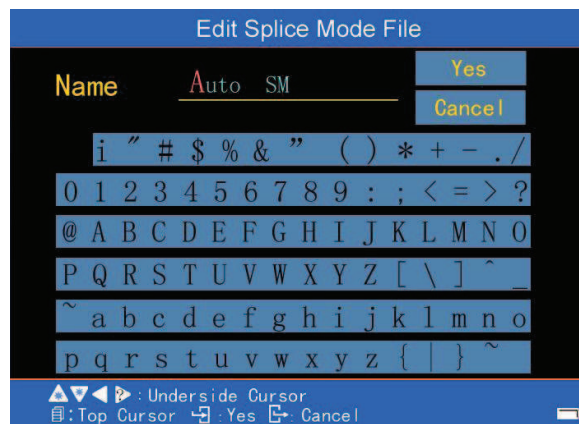 Edit Splice Mode File
Name Auto SM
Yes
Cancel
i ″ # $ % & ” ( ) * + - . /
0 1 2 3 4 5 6 7 8 9 : ; < = > ?
@ A B C D E F G H I J K L M N O
P Q R S T U V W X Y Z [ \ ] ^ _
~ a b c d e f g h i j k l m n o
p q r s t u v w x y z { | } ~
: Underside Cursor
:Top Cursor :Yes :Cancel